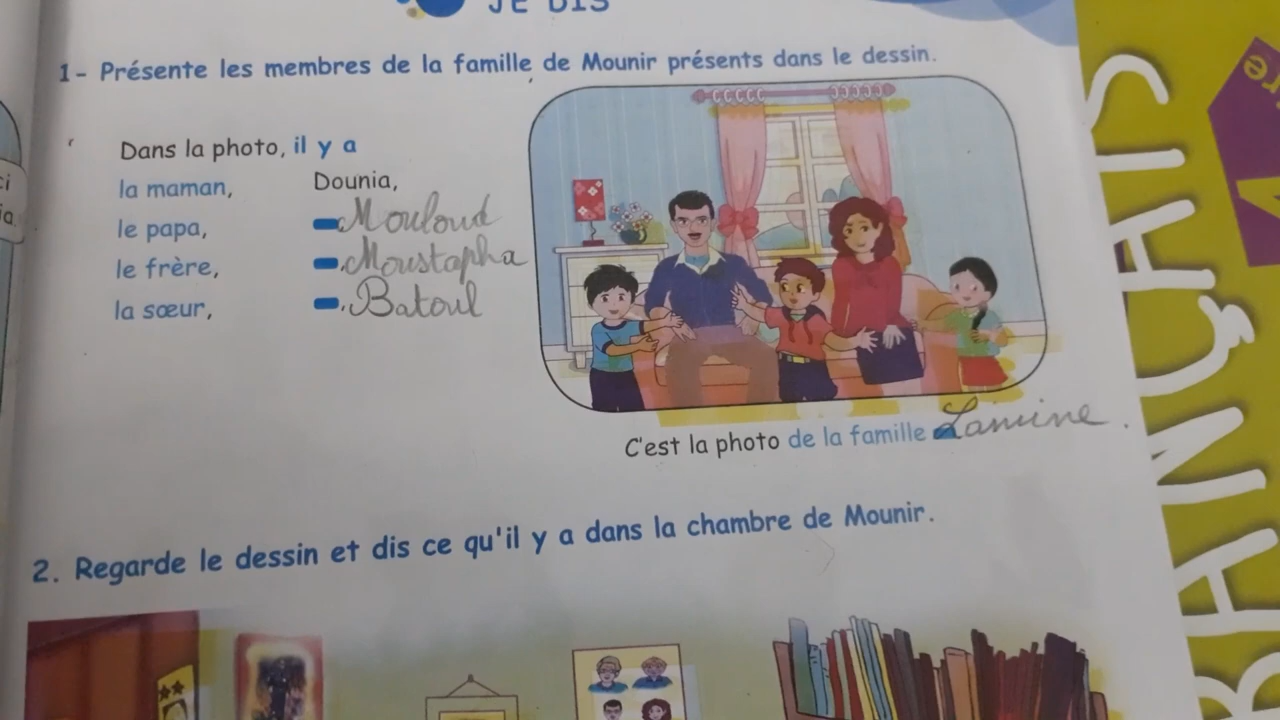 JE DIS
1- Présente les membres de la famille de Mounir présents dans le dessin.
Dans la photo, il y a
la maman, Dounia,
le papa, Mouloud
le frère, Moustapha
la sœur, Batoul
C'est la photo de la famille Lamine.
2. Regarde le dessin et dis ce qu'il y a dans la chambre de Mounir.
RANÇAIS